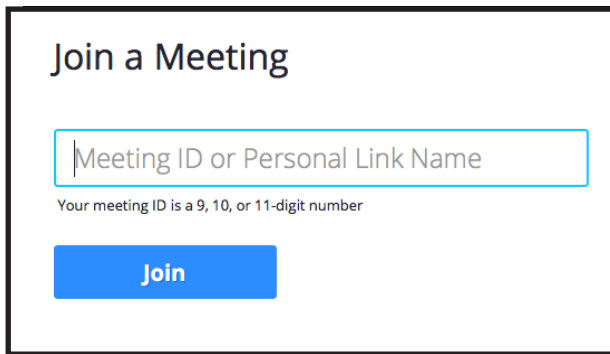 Join a Meeting
Meeting ID or Personal Link Name
Your meeting ID is a 9, 10, or 11-digit number
Join